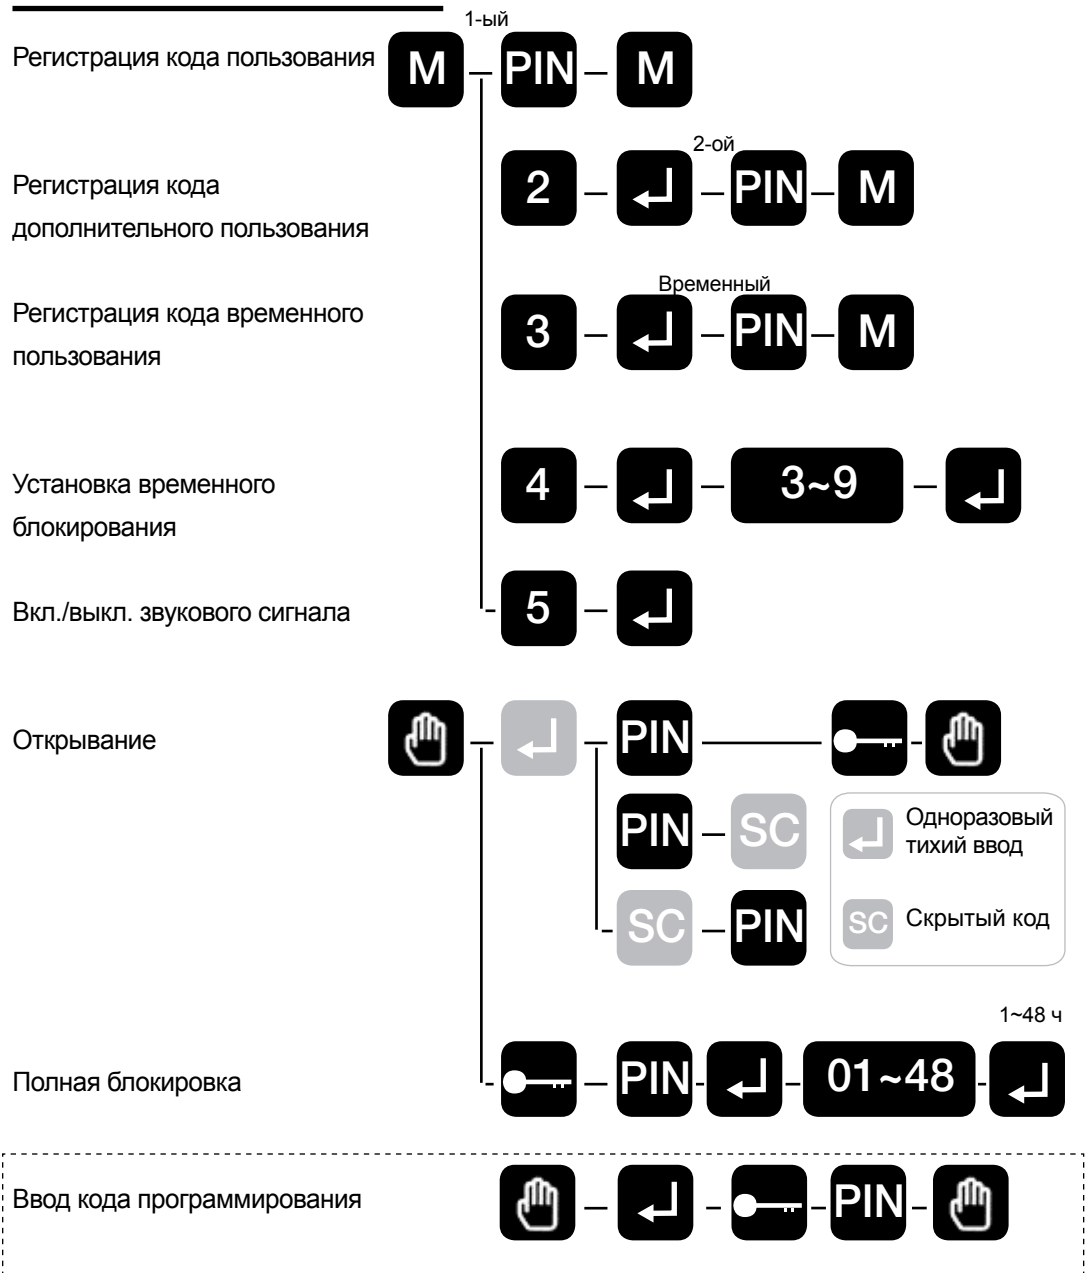 1-ый
Регистрация кода пользования M PIN M
2-ой
Регистрация кода
дополнительного пользования
2 PIN M
Временный
Регистрация кода временного
пользования
3 PIN M
Установка временного
блокирования
4 3~9
Вкл./выкл. звукового сигнала 5
Открывание PIN
PIN SC
SC PIN
Одноразовый
тихий ввод
SC Скрытый код
1~48 ч
Полная блокировка PIN 01~48
Ввод кода программирования PIN